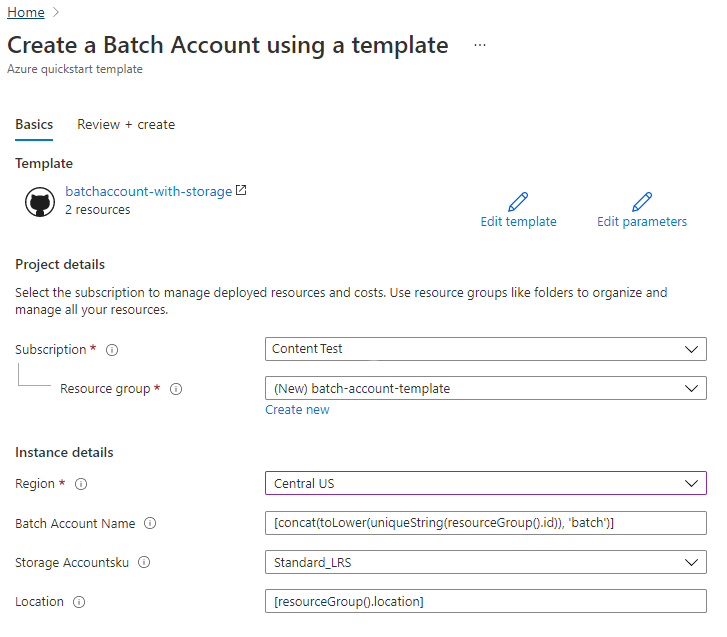 Home
Create a Batch Account using a template ...
Azure quickstart template
Basics Review + create
Template
batchaccount-with-storage
2 resources
Edit template Edit parameters
Project details
Select the subscription to manage deployed resources and costs. Use resource groups like folders to organize and
manage all your resources.
Subscription * Content Test
Resource group * (New) batch-account-template
Create new
Instance details
Region * Central US
Batch Account Name [concat(toLower(uniqueString(resourceGroup().id)), 'batch')]
Storage Accountsku Standard_LRS
Location [resourceGroup().location]